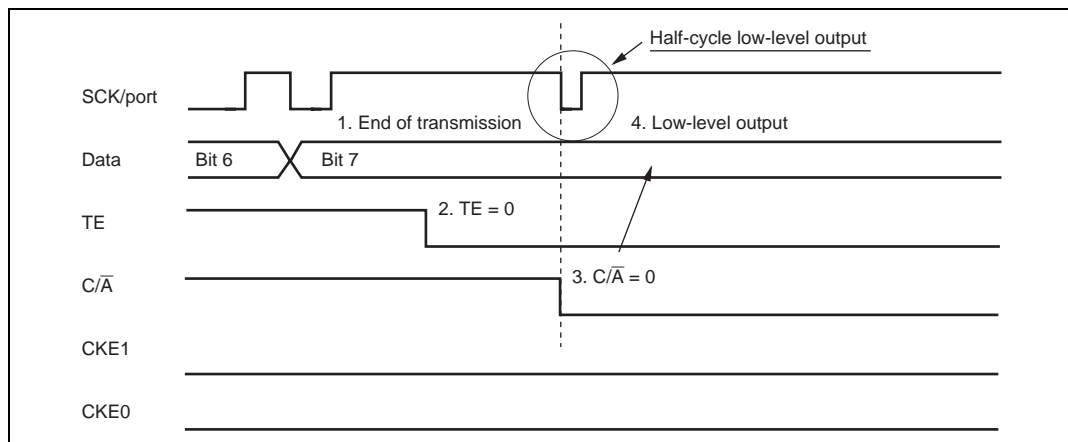 Half-cycle low-level output
SCK/port
1. End of transmission
4. Low-level output
Data
Bit 6
Bit 7
TE
2. TE = 0
C/A̅
3. C/A̅ = 0
CKE1
CKE0